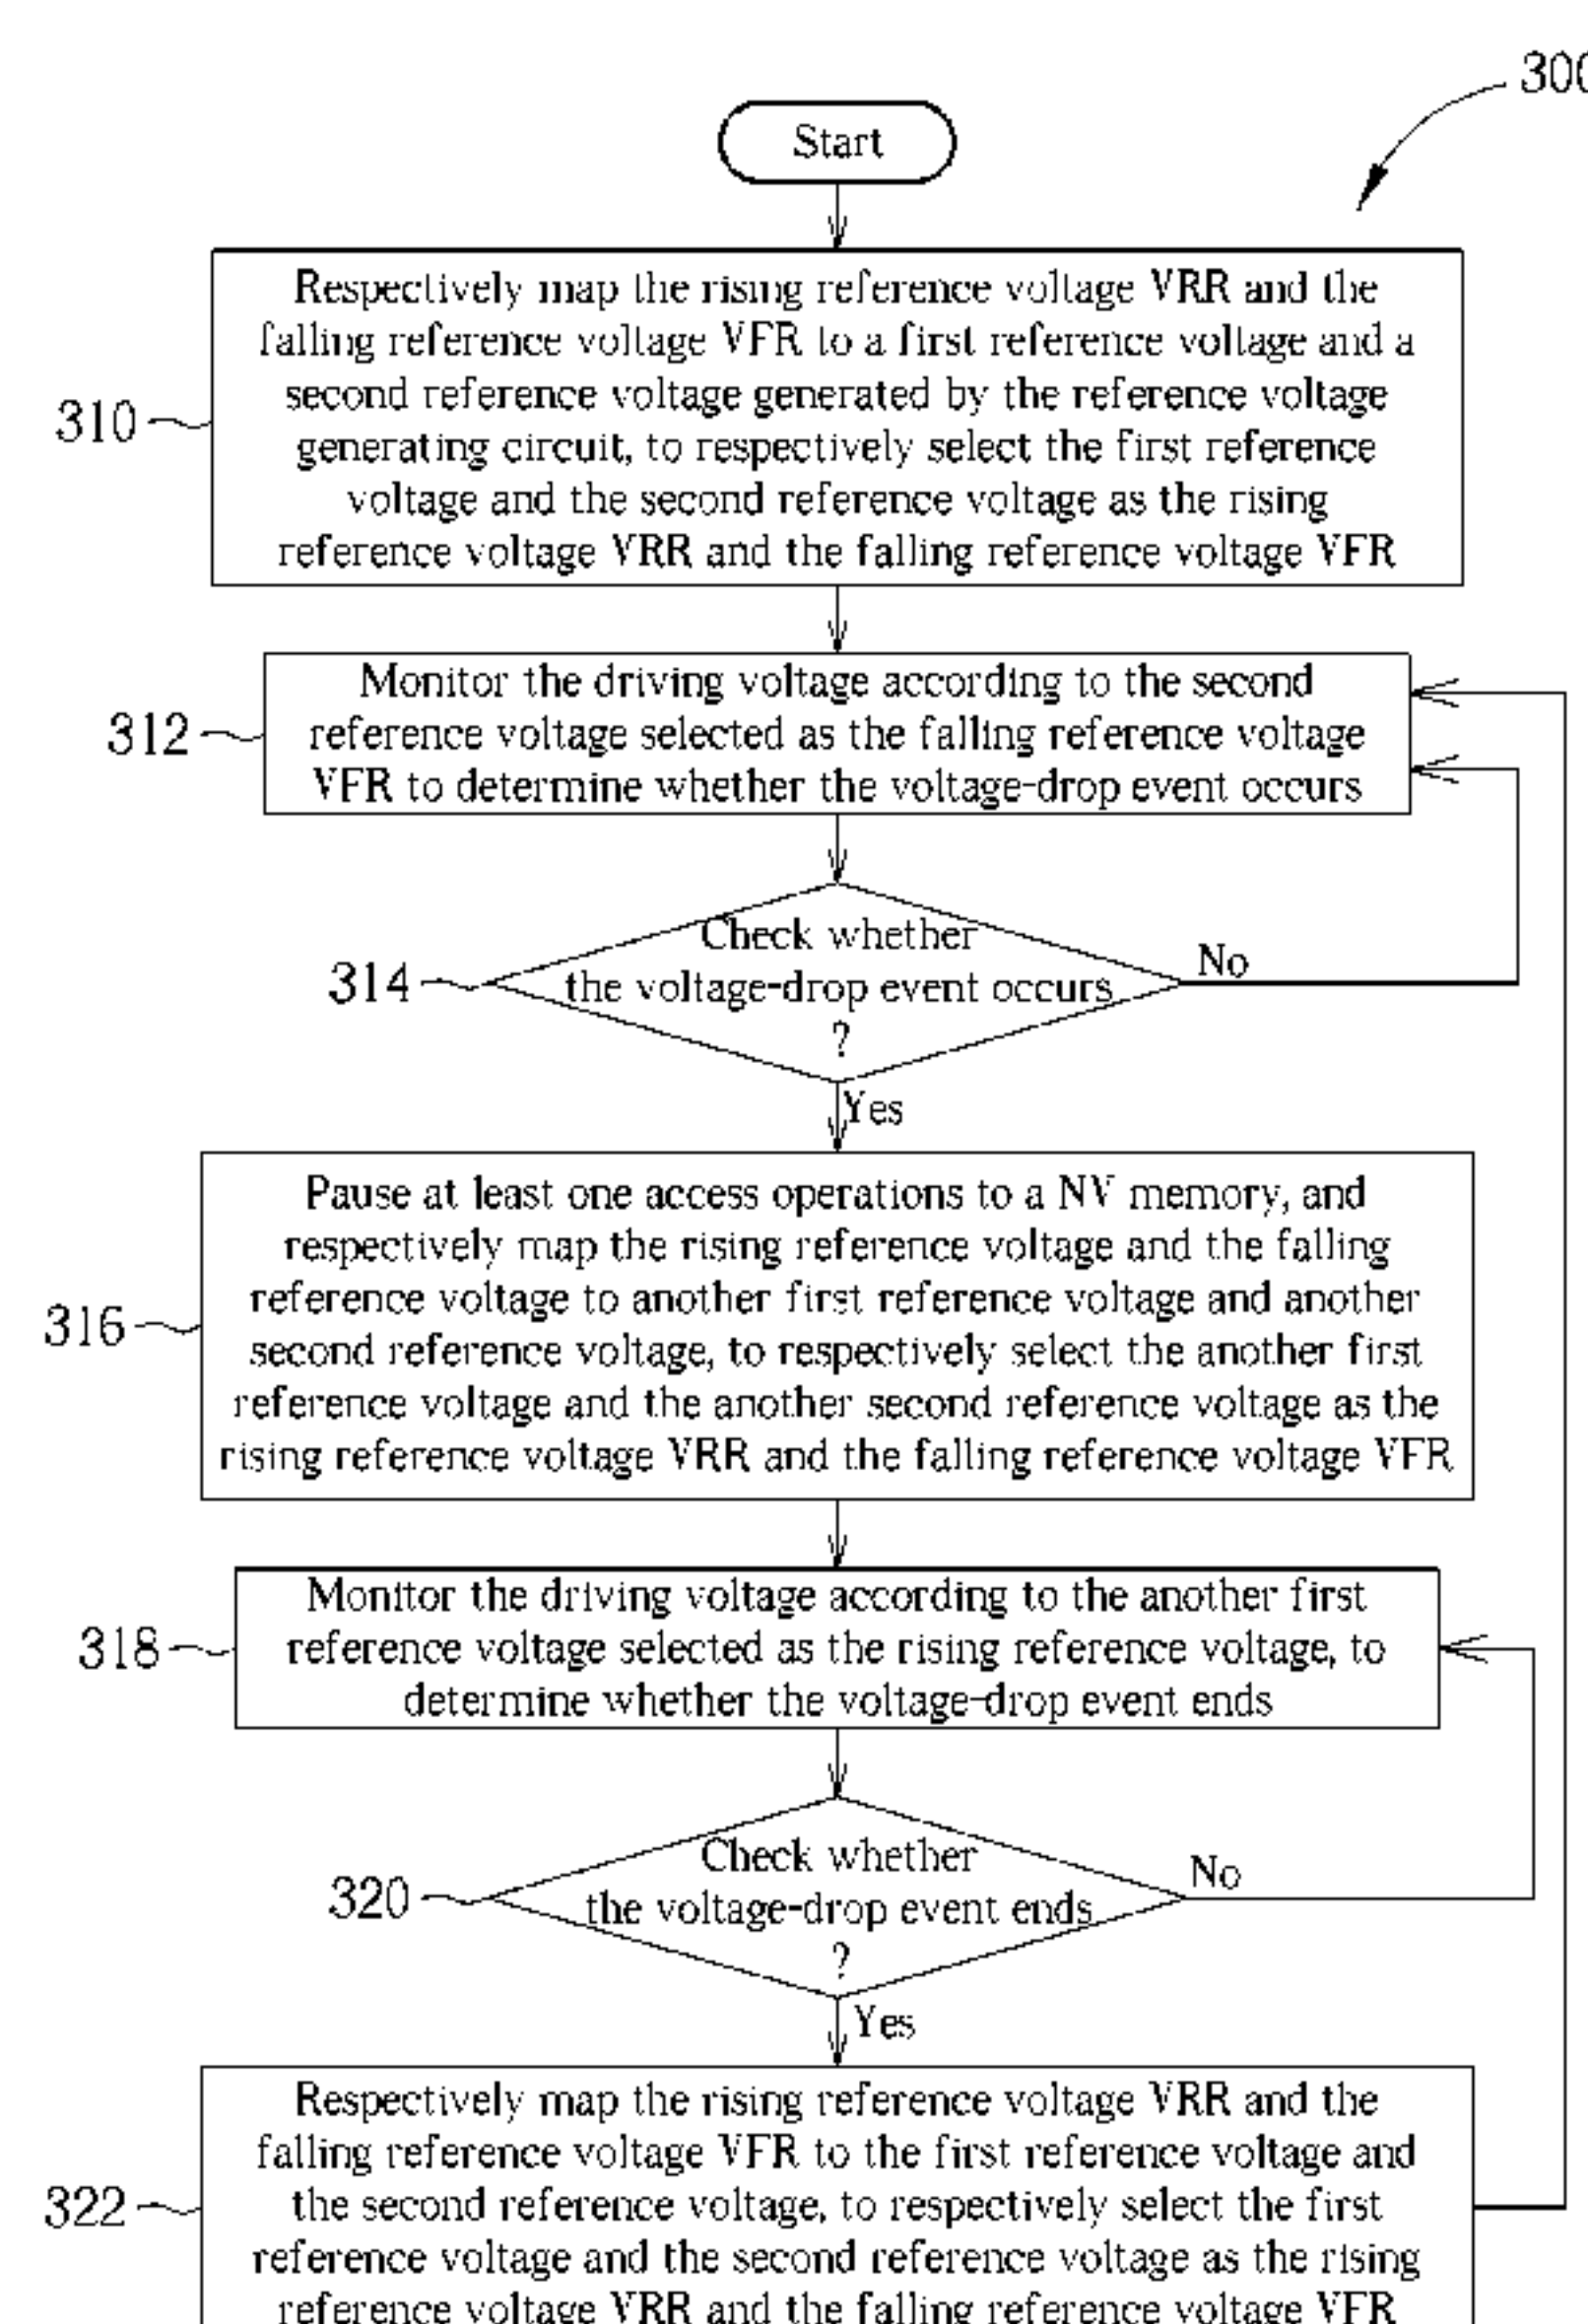 300
Start
310
Respectively map the rising reference voltage VRR and the
falling reference voltage VFR to a first reference voltage and a
second reference voltage generated by the reference voltage
generating circuit, to respectively select the first reference
voltage and the second reference voltage as the rising
reference voltage VRR and the falling reference voltage VFR
312
Monitor the driving voltage according to the second
reference voltage selected as the falling reference voltage
VFR to determine whether the voltage-drop event occurs
314
Check whether
the voltage-drop event occurs
?
No
Yes
316
Pause at least one access operations to a NV memory, and
respectively map the rising reference voltage and the falling
reference voltage to another first reference voltage and another
second reference voltage, to respectively select the another first
reference voltage and the another second reference voltage as the
rising reference voltage VRR and the falling reference voltage VFR
318
Monitor the driving voltage according to the another first
reference voltage selected as the rising reference voltage, to
determine whether the voltage-drop event ends
320
Check whether
the voltage-drop event ends
?
No
Yes
322
Respectively map the rising reference voltage VRR and the
falling reference voltage VFR to the first reference voltage and
the second reference voltage, to respectively select the first
reference voltage and the second reference voltage as the rising
reference voltage VRR and the falling reference voltage VFR